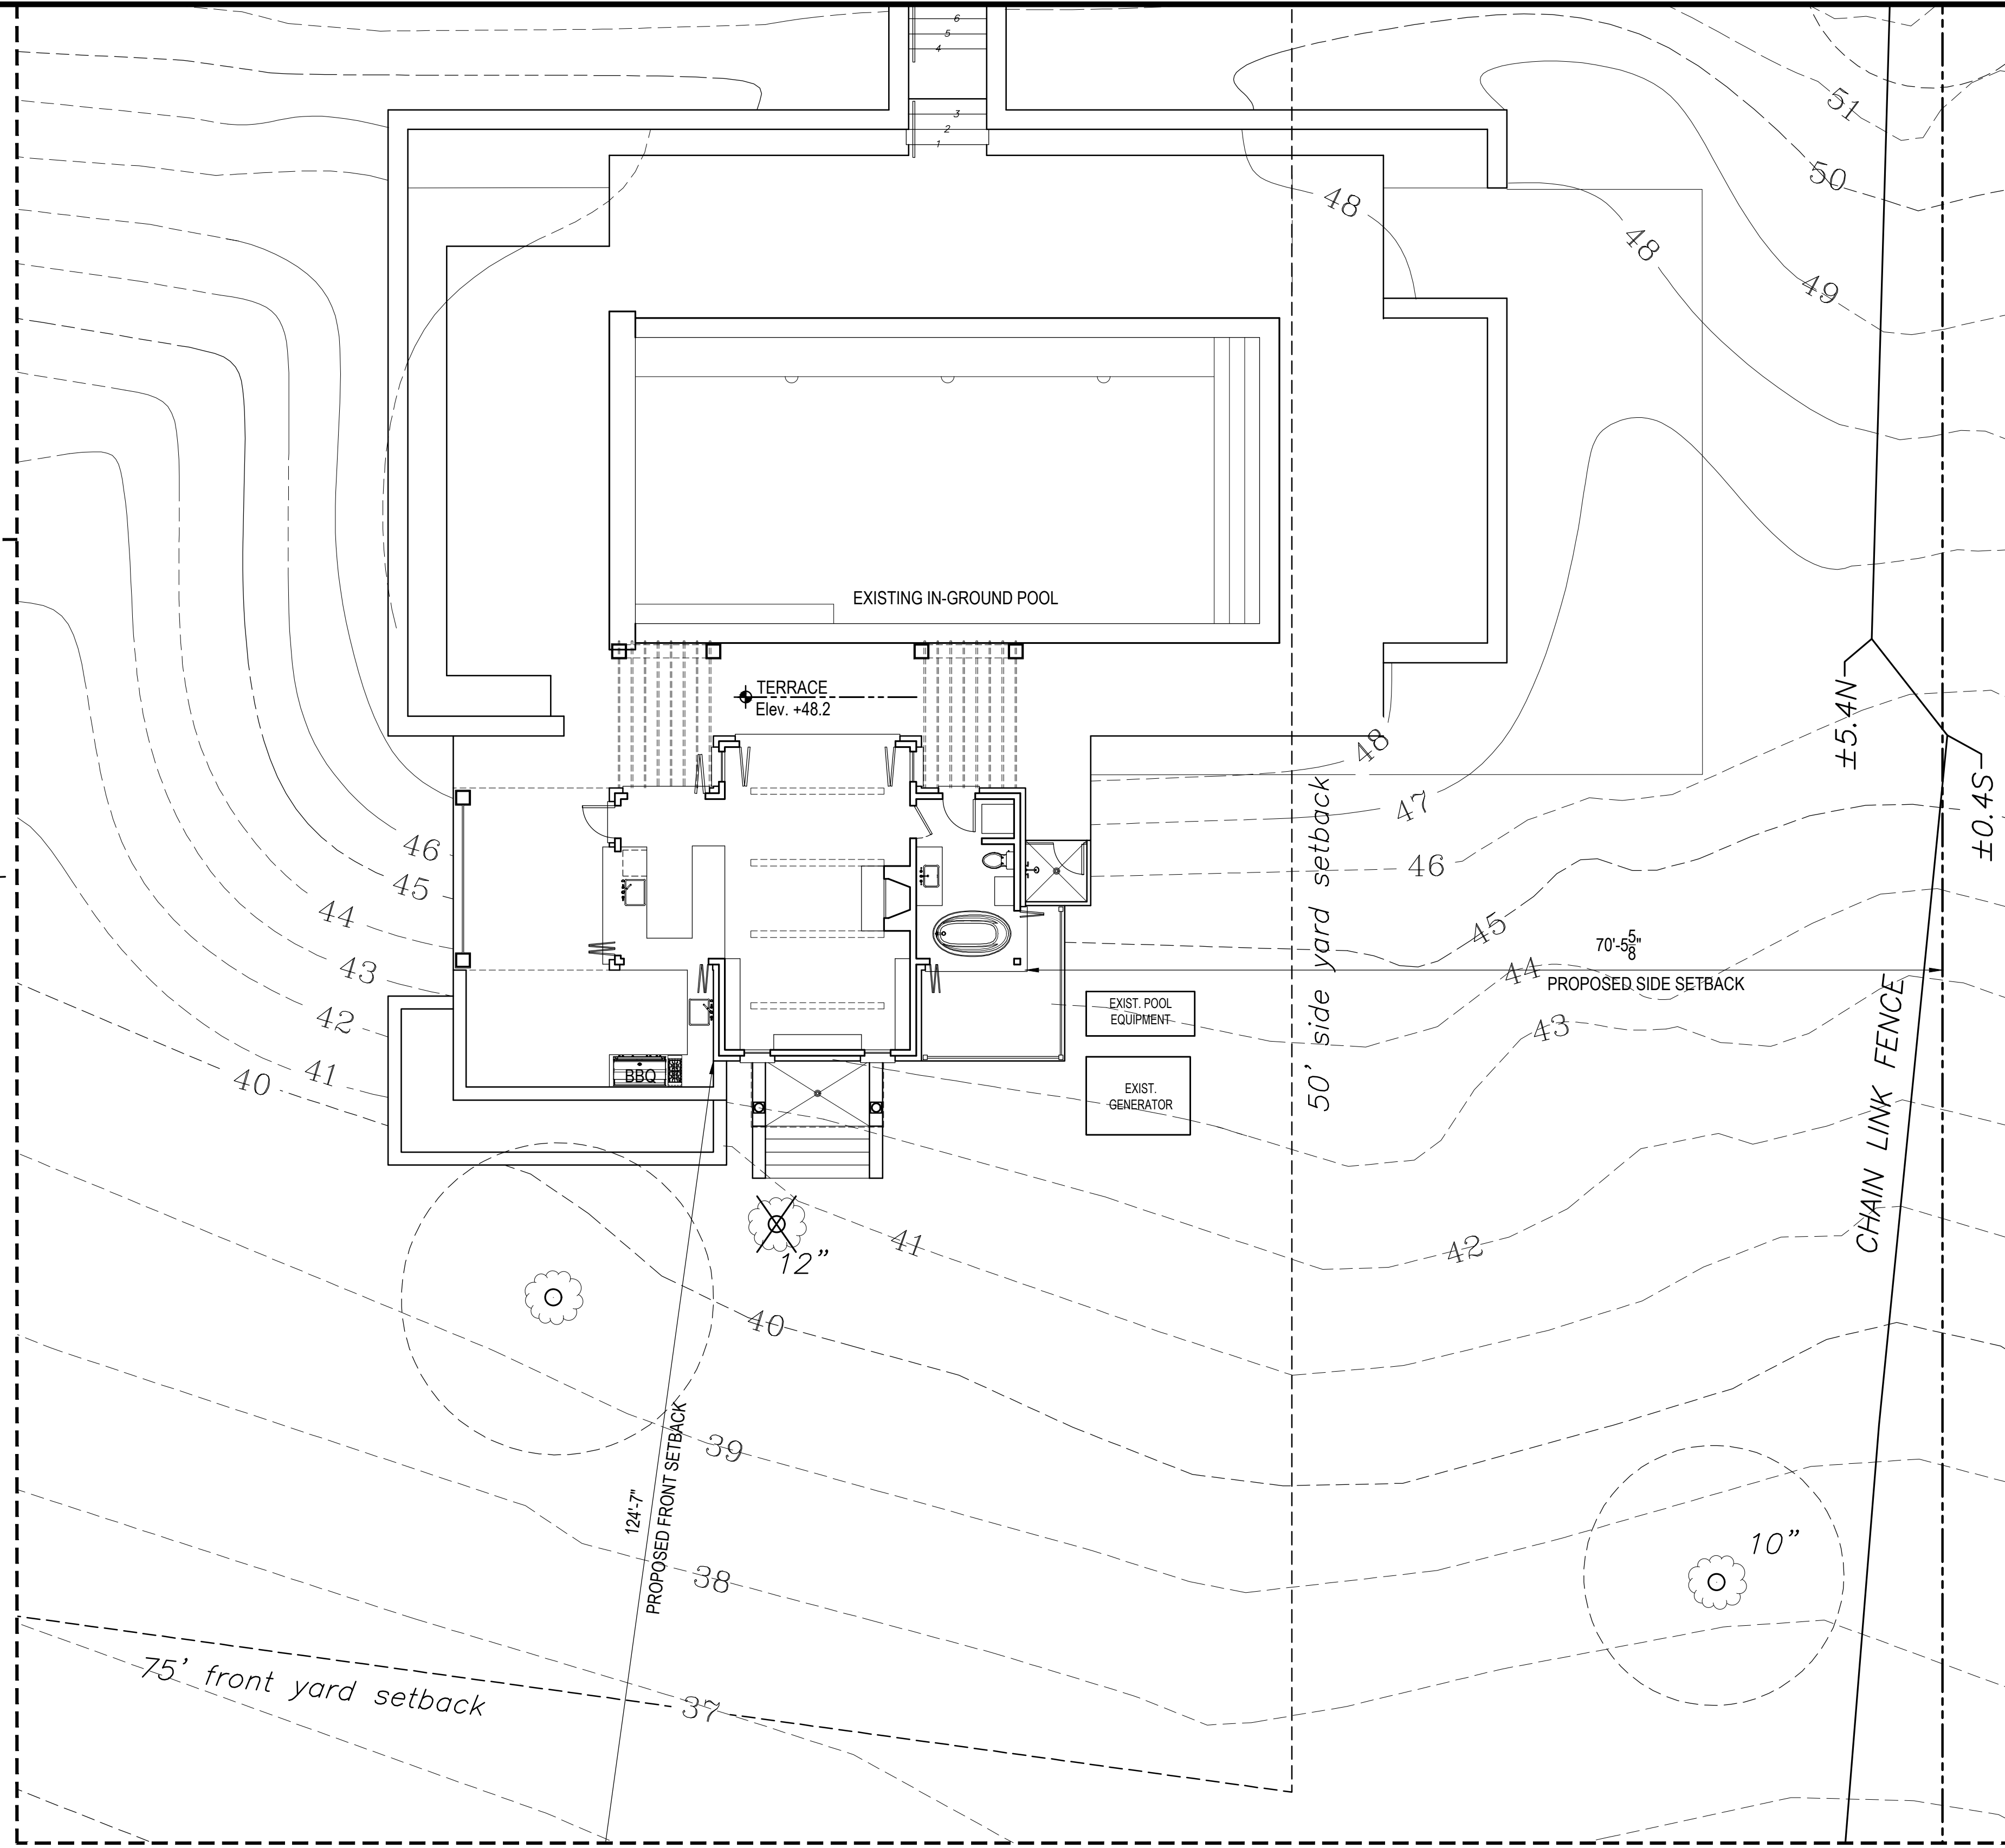 6
5
4
3
2
1
51
50
48
48
49
EXISTING IN-GROUND POOL
TERRACE
Elev. +48.2
±5.4N
48
47
±0.4S
46
46
45
44
43
42
41
40
50' side yard setback
45
70'-5 5/8"
44
PROPOSED SIDE SETBACK
43
EXIST. POOL
EQUIPMENT
BBQ
EXIST.
GENERATOR
CHAIN LINK FENCE
12"
41
42
40
39
124'-7"
PROPOSED FRONT SETBACK
10"
38
75' front yard setback
37